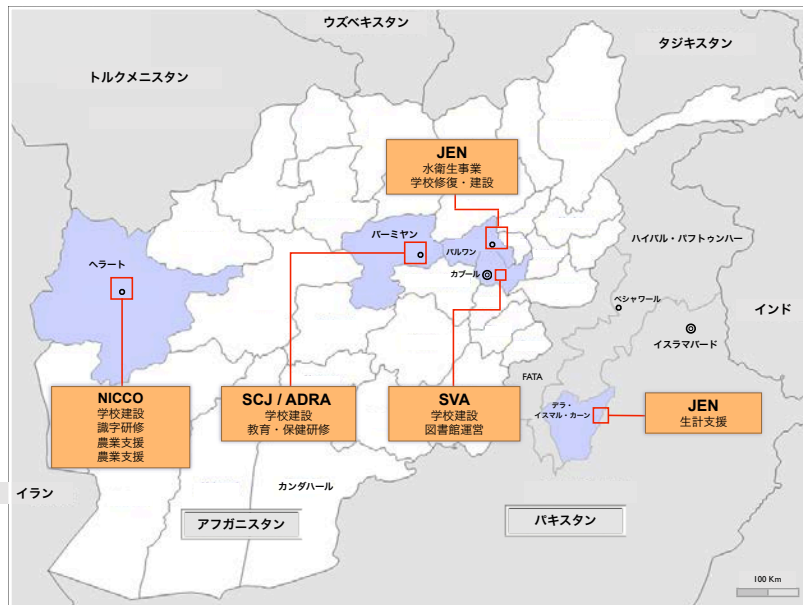 ウズベキスタン
タジキスタン
トルクメニスタン
JEN
水衛生事業
学校修復・建設
バーミヤン
パルワン
ハイバル・パフトゥンハー
ヘラート
カブール
ペシャワール
インド
イスラマバード
FATA
NICCO
学校建設
識字研修
農業支援
農業支援
SCJ / ADRA
学校建設
教育・保健研修
SVA
学校建設
図書館運営
デラ・
イスマル・カーン
JEN
生計支援
イラン
カンダハール
アフガニスタン
パキスタン
100 Km